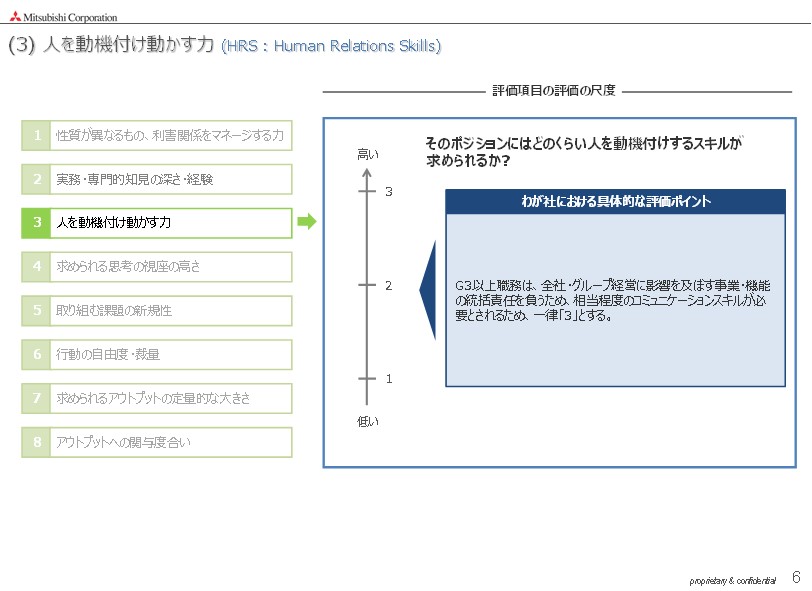 Mitsubishi Corporation
(3) 人を動機付け動かす力 (HRS : Human Relations Skills)
評価項目の評価の尺度
1 性質が異なるもの、利害関係をマネージする力
2 実務・専門的知見の深さ・経験
3 人を動機付け動かす力
4 求められる思考の視座の高さ
5 取り組む課題の新規性
6 行動の自由度・裁量
7 求められるアウトプットの定量的な大きさ
8 アウトプットへの関与度合い
高い
3
2
1
低い
そのポジションにはどのくらい人を動機付けするスキルが
求められるか?
わが社における具体的な評価ポイント
G3以上職務は、全社・グループ経営に影響を及ぼす事業・機能
の統括責任を負うため、相当程度のコミュニケーションスキルが必
要とされるため、一律「3」とする。
proprietary & confidential 6